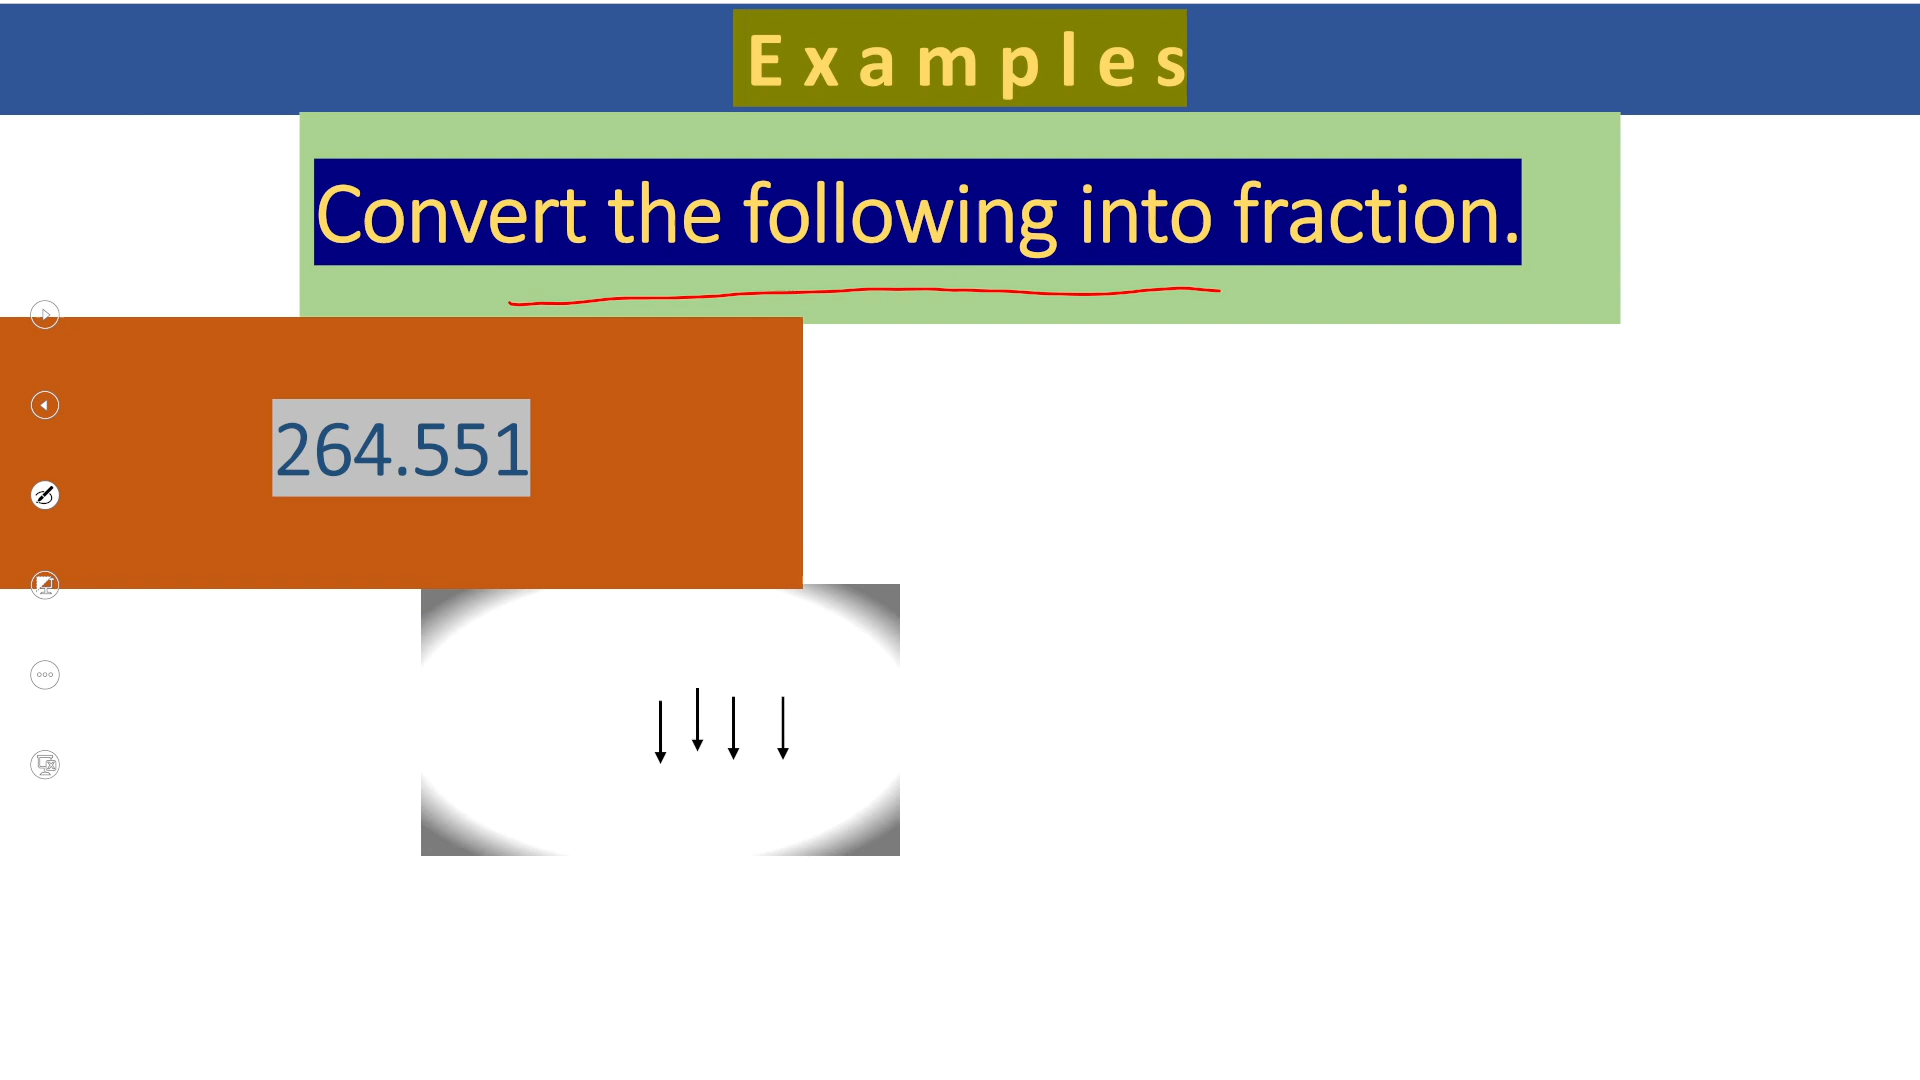 Examples
Convert the following into fraction.
264.551